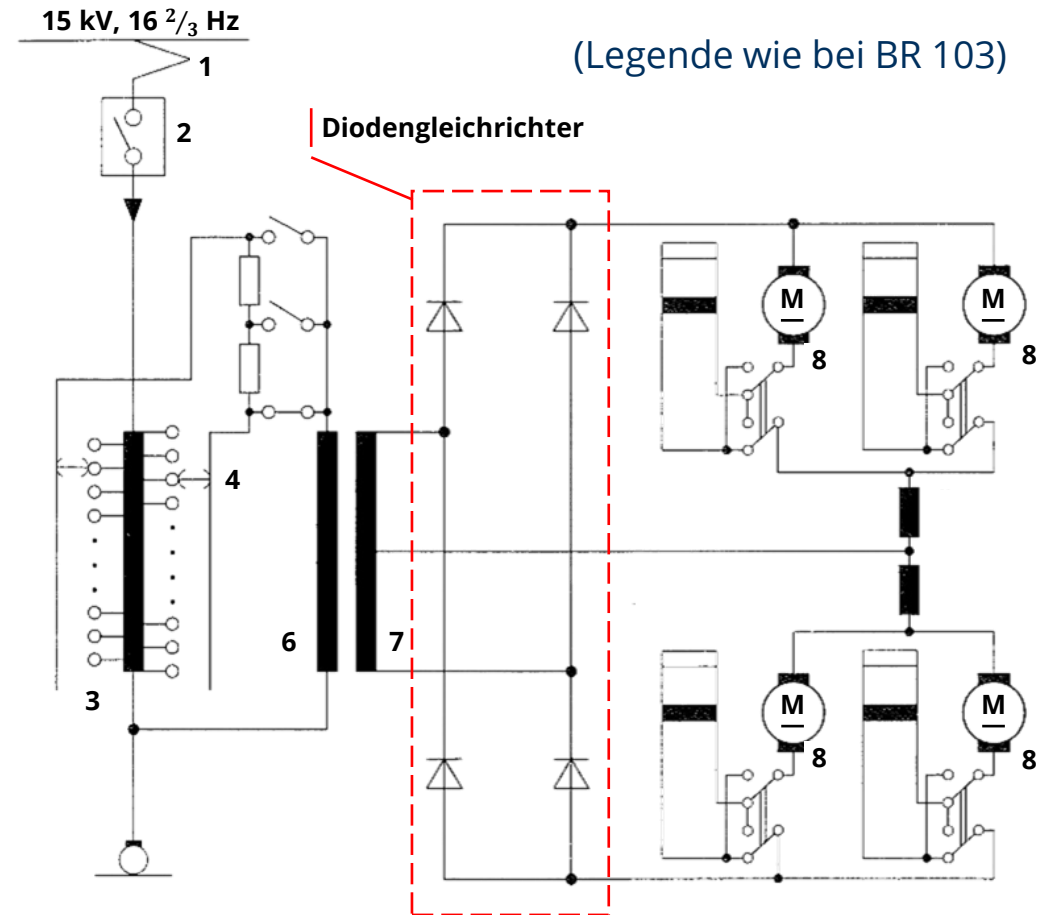 15 kV, 16 ²/₃ Hz
(Legende wie bei BR 103)
1
2
Diodengleichrichter
M
M
8
8
4
6
7
3
M
M
8
8